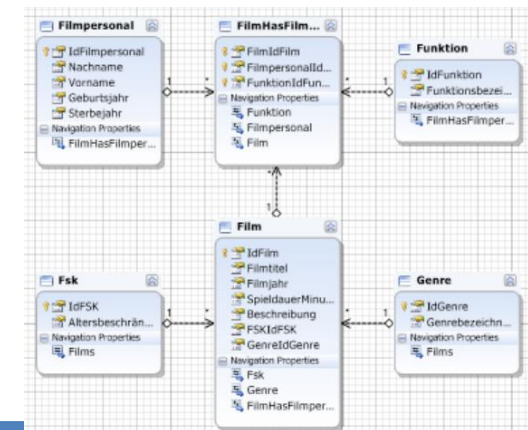 Filmpersonal
IdFilmpersonal
Nachname
Vorname
Geburtsjahr
Sterbejahr
Navigation Properties
FilmHasFilmper...
FilmHasFilm...
FilmIdFilm
FilmpersonalId...
FunktionIdFun...
Navigation Properties
Funktion
Filmpersonal
Film
Funktion
IdFunktion
Funktionsbezei...
Navigation Properties
FilmHasFilmper...
1
*
*
1
*
1
Fsk
IdFSK
Altersbeschrän...
Navigation Properties
Films
Film
IdFilm
Filmtitel
Filmjahr
SpieldauerMinu...
Beschreibung
FSKIdFSK
GenreIdGenre
Navigation Properties
Fsk
Genre
FilmHasFilmper...
Genre
IdGenre
Genrebezeichn...
Navigation Properties
Films
1
*
*
1